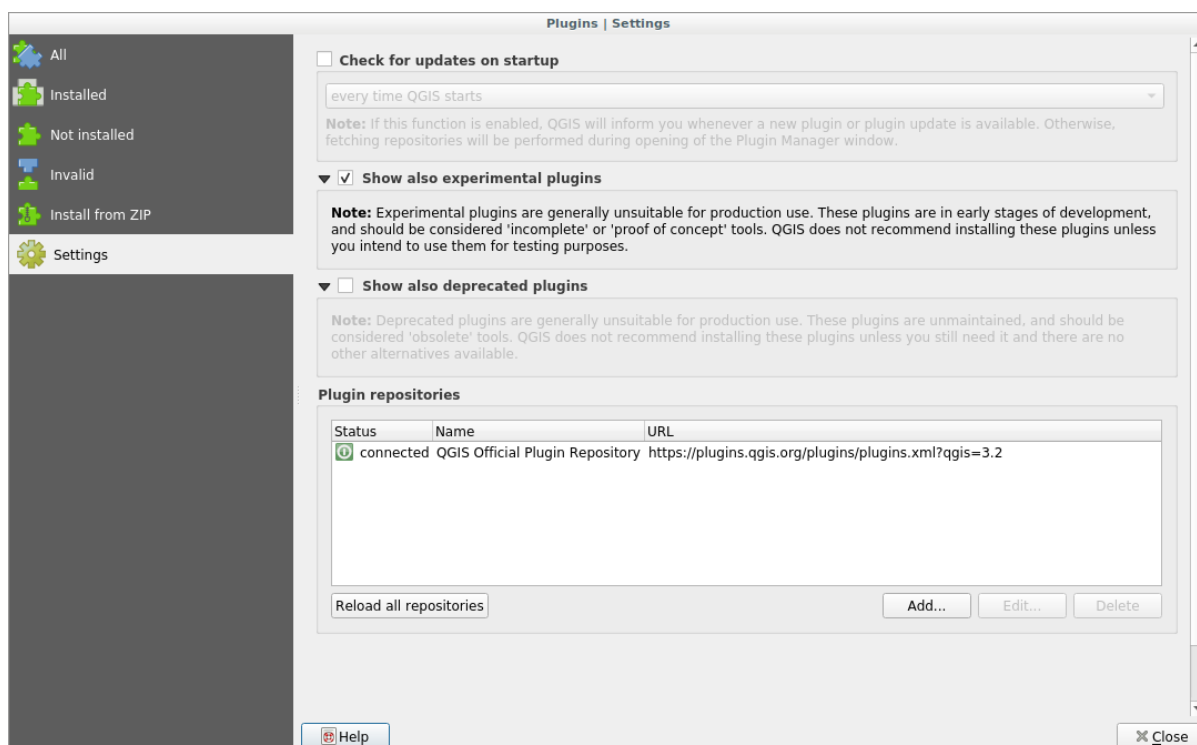 Plugins | Settings
All
Installed
Not installed
Invalid
Install from ZIP
Settings
Check for updates on startup
every time QGIS starts
Note: If this function is enabled, QGIS will inform you whenever a new plugin or plugin update is available. Otherwise,
fetching repositories will be performed during opening of the Plugin Manager window.
Show also experimental plugins
Note: Experimental plugins are generally unsuitable for production use. These plugins are in early stages of development,
and should be considered 'incomplete' or 'proof of concept' tools. QGIS does not recommend installing these plugins unless
you intend to use them for testing purposes.
Show also deprecated plugins
Note: Deprecated plugins are generally unsuitable for production use. These plugins are unmaintained, and should be
considered 'obsolete' tools. QGIS does not recommend installing these plugins unless you still need it and there are no
other alternatives available.
Plugin repositories
Status Name URL
connected QGIS Official Plugin Repository https://plugins.qgis.org/plugins/plugins.xml?qgis=3.2
Reload all repositories Add... Edit... Delete
Help Close